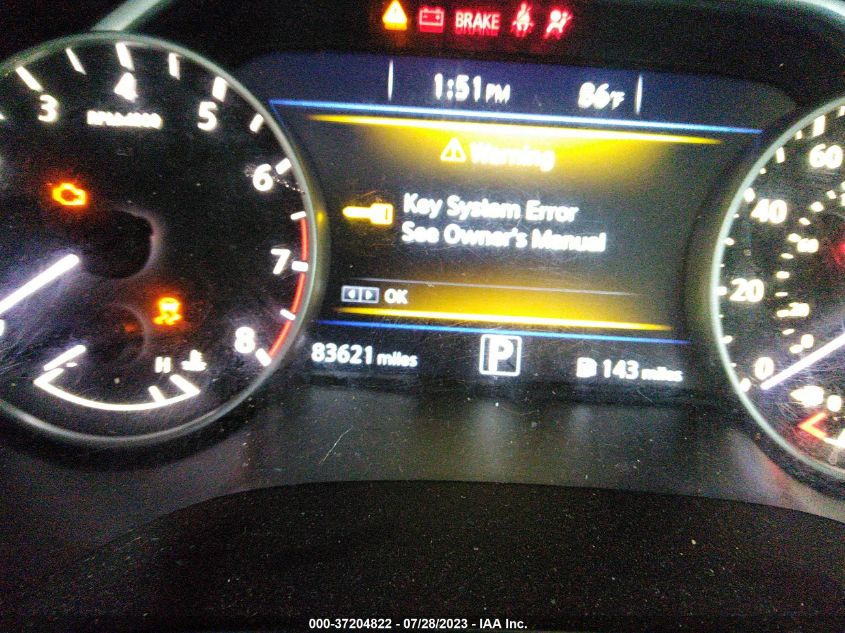 BRAKE
1:51 PM 86°F
3 4 5 6 7 8
Warning
Key System Error
See Owner's Manual
OK
H
83621 miles P 143 miles
60
40
20
0
000-37204822 - 07/28/2023 - IAA Inc.